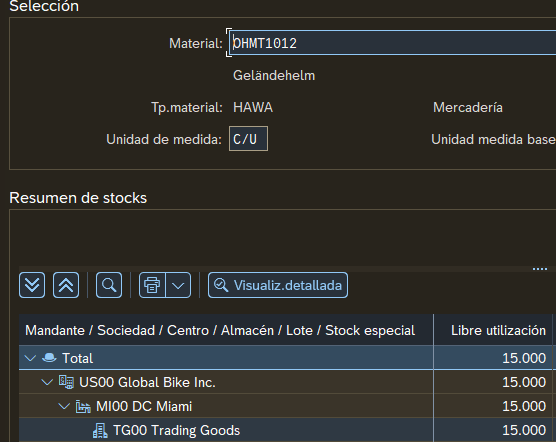 Selección
Material: OHMT1012
Geländehelm
Tp.material: HAWA Mercadería
Unidad de medida: C/U Unidad medida base
Resumen de stocks
Visualiz.detallada
Mandante / Sociedad / Centro / Almacén / Lote / Stock especial Libre utilización
Total 15.000
US00 Global Bike Inc. 15.000
MI00 DC Miami 15.000
TG00 Trading Goods 15.000